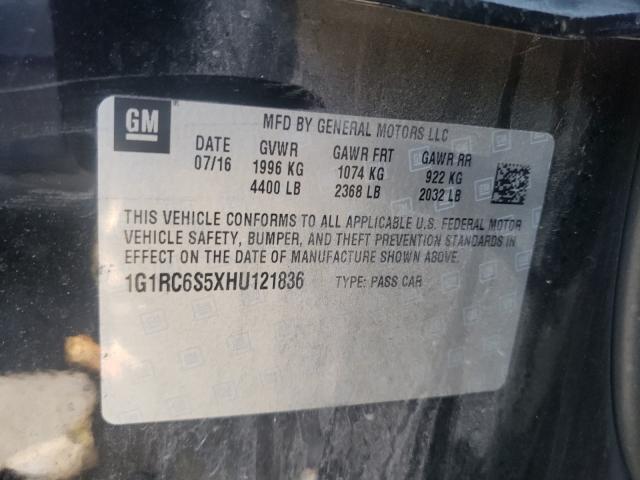 GM
MFD BY GENERAL MOTORS LLC
DATE GVWR GAWR FRT GAWR RR
07/16 1996 KG 1074 KG 922 KG
4400 LB 2368 LB 2032 LB
THIS VEHICLE CONFORMS TO ALL APPLICABLE U.S. FEDERAL MOTOR
VEHICLE SAFETY, BUMPER, AND THEFT PREVENTION STANDARDS IN
EFFECT ON THE DATE OF MANUFACTURE SHOWN ABOVE.
1G1RC6S5XHU121836 TYPE: PASS CAR